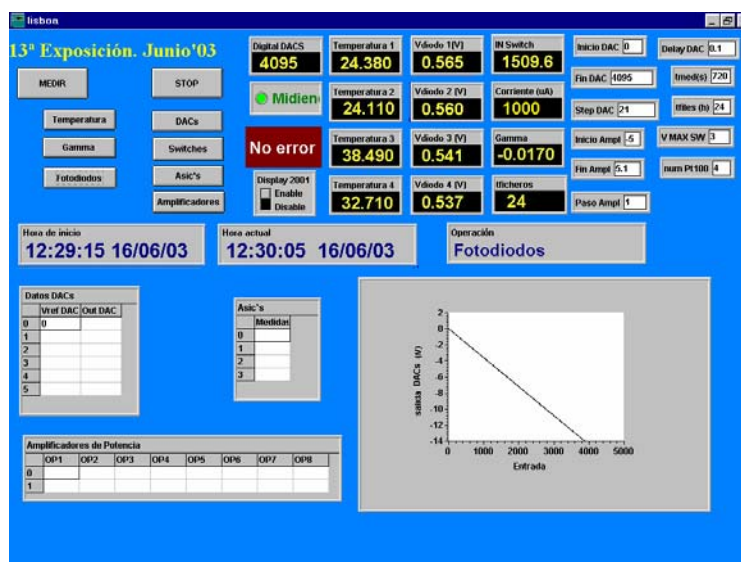 lisbon
13ª Exposición. Junio'03
MEDIR
STOP
Temperatura
DACs
Gamma
Switches
Fotodiodos
Asic's
Amplificadores
Digital DACS
4095
Midien
No error
Display 2001
Enable
Disable
Temperatura 1
24.380
Temperatura 2
24.110
Temperatura 3
38.490
Temperatura 4
32.710
Vdiodo 1(V)
0.565
Vdiodo 2 (V)
0.560
Vdiodo 3 (V)
0.541
Vdiodo 4 (V)
0.537
IN Switch
1509.6
Corriente (uA)
1000
Gamma
-0.0170
tficheros
24
Inicio DAC 0
Fin DAC 4095
Step DAC 21
Inicio Ampl -5
Fin Ampl 5.1
Paso Ampl 1
Delay DAC 0.1
tmed(s) 720
tfiles (h) 24
V MAX SW 3
num Pt100 4
Hora de inicio
12:29:15 16/06/03
Hora actual
12:30:05 16/06/03
Operación
Fotodiodos
Datos DACs
Vref DAC Out DAC
0 0
1
2
3
4
5
Asic's
Medidas
0
1
2
3
Amplificadores de Potencia
OP1 OP2 OP3 OP4 OP5 OP6 OP7 OP8
0
1
salida DACs (V)
2
0
-2
-4
-6
-8
-10
-12
-14
0 1000 2000 3000 4000 5000
Entrada